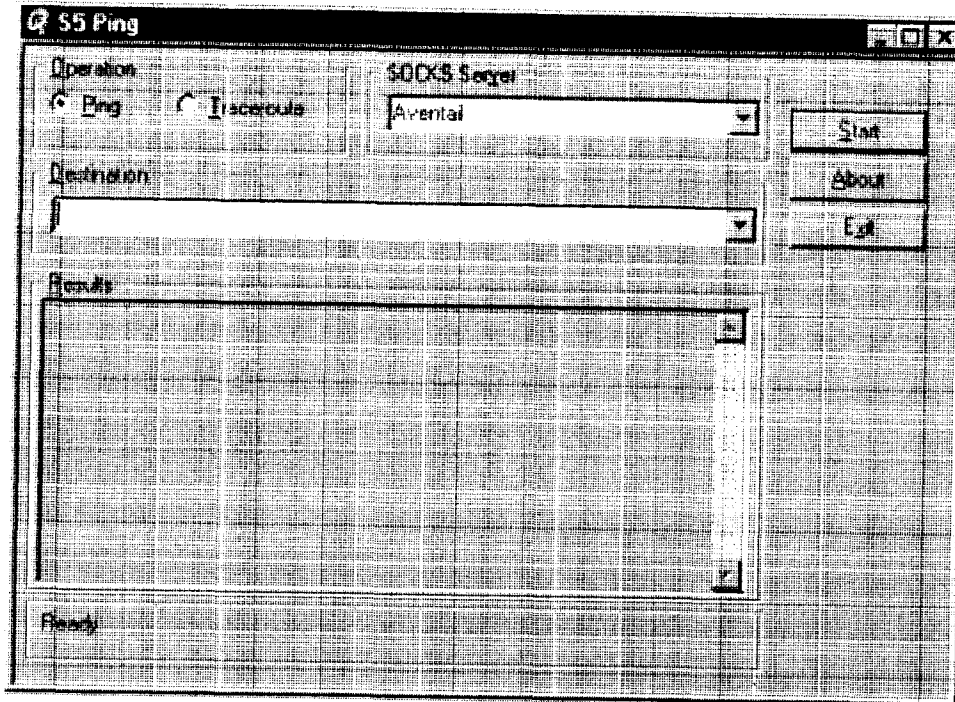 S5 Ping
Operation
Ping
Traceroute
SOCKS Server
Aventail
Start
About
Exit
Destination
Results
Ready